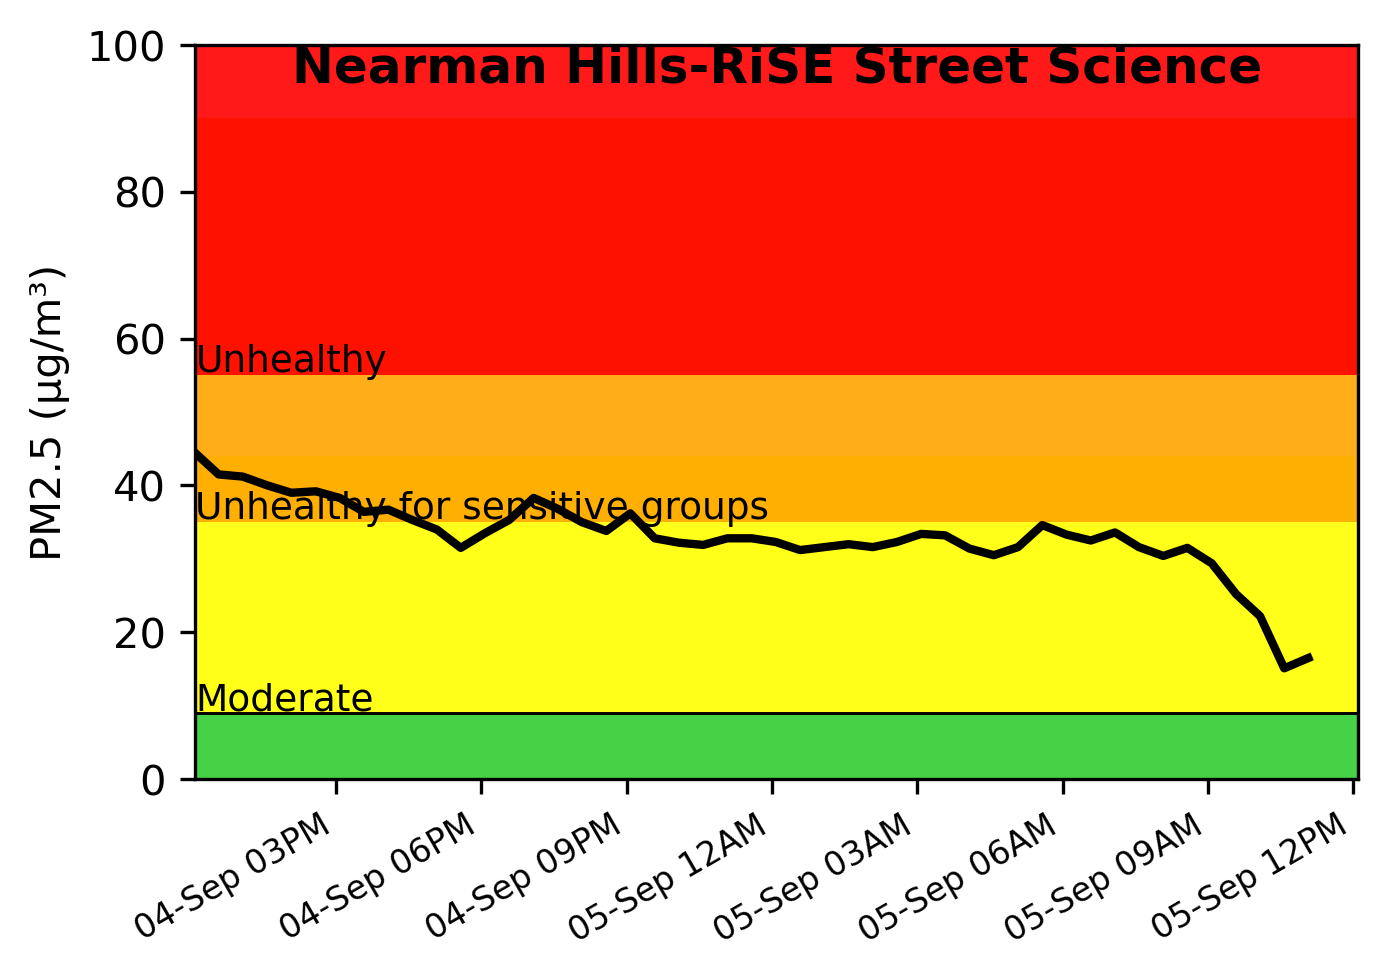 Nearman Hills-RiSE Street Science
PM2.5 (µg/m³)
100
80
60
40
20
0
Unhealthy
Unhealthy for sensitive groups
Moderate
04-Sep 03PM
04-Sep 06PM
04-Sep 09PM
05-Sep 12AM
05-Sep 03AM
05-Sep 06AM
05-Sep 09AM
05-Sep 12PM